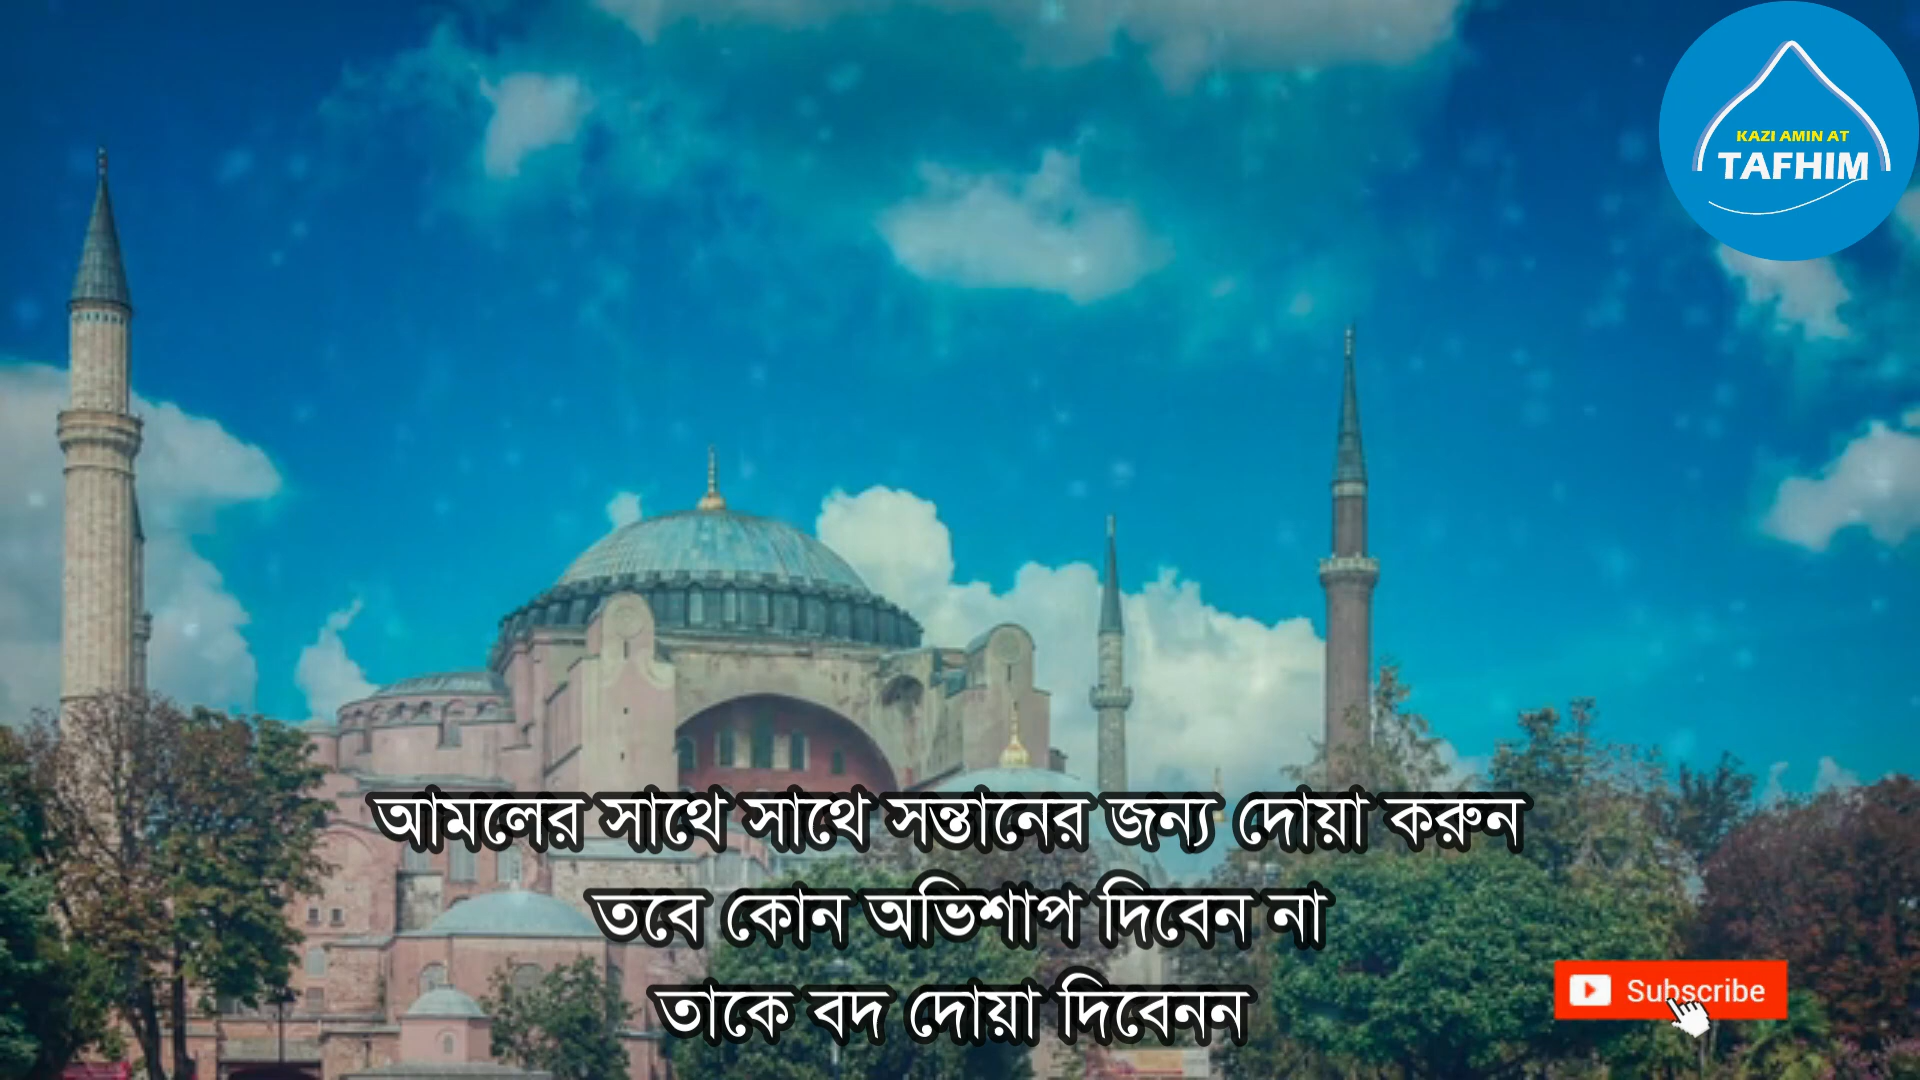 KAZI AMIN AT
TAFHIM
আমলের সাথে সাথে সন্তানের জন্য দোয়া করুন
তবে কোন অভিশাপ দিবেন না
তাকে বদ দোয়া দিবেনন
Subscribe